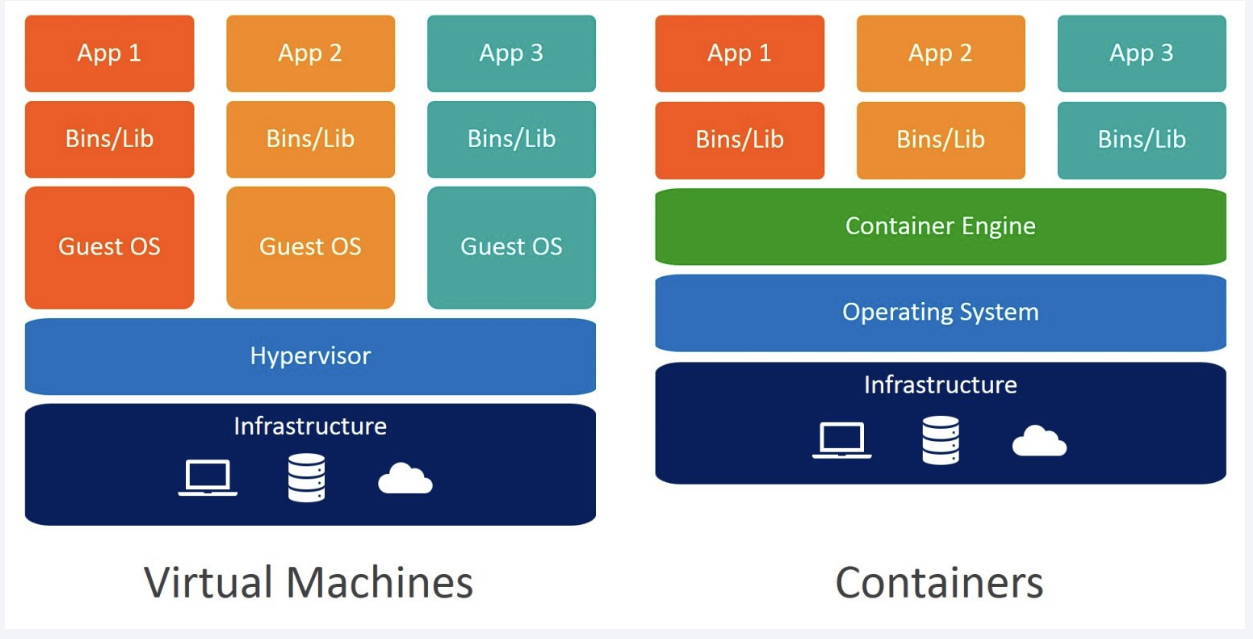 App 1
App 2
App 3
Bins/Lib
Bins/Lib
Bins/Lib
Guest OS
Guest OS
Guest OS
Hypervisor
Infrastructure
Virtual Machines
App 1
App 2
App 3
Bins/Lib
Bins/Lib
Bins/Lib
Container Engine
Operating System
Infrastructure
Containers